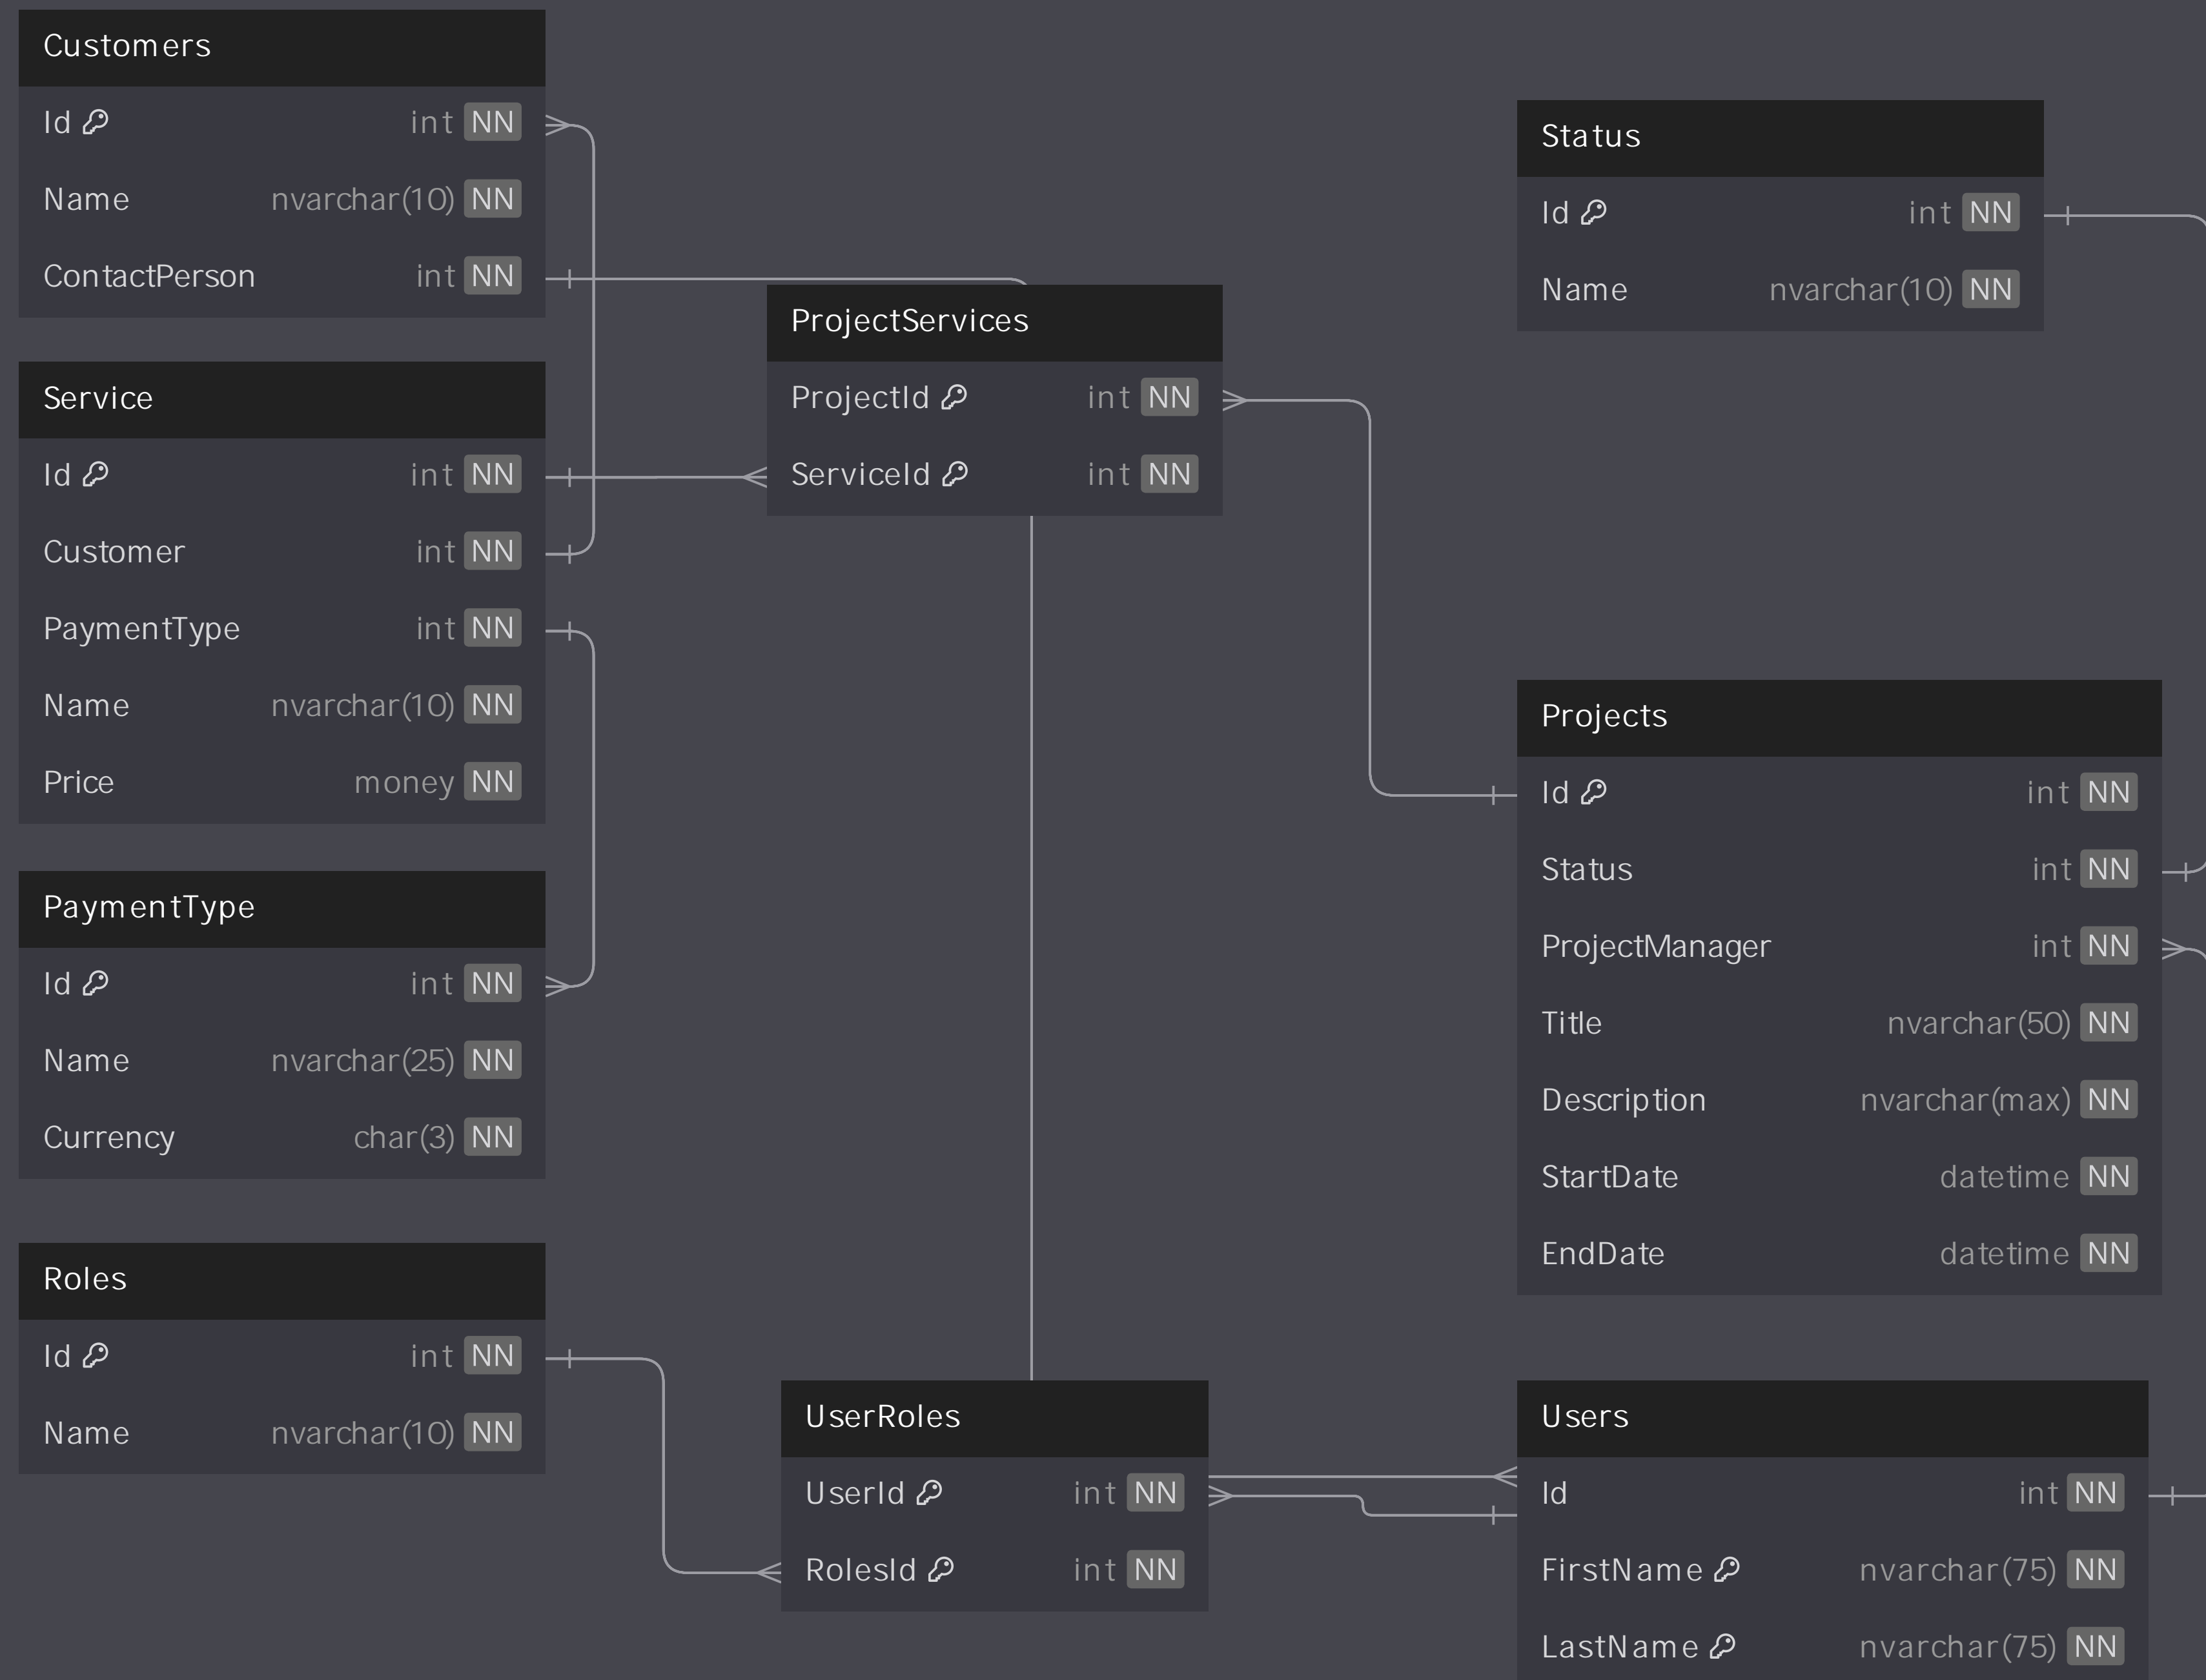 Customers
Id int NN
Name nvarchar(10) NN
ContactPerson int NN
Service
Id int NN
Customer int NN
PaymentType int NN
Name nvarchar(10) NN
Price money NN
PaymentType
Id int NN
Name nvarchar(25) NN
Currency char(3) NN
Roles
Id int NN
Name nvarchar(10) NN
ProjectServices
ProjectId int NN
ServiceId int NN
UserRoles
UserId int NN
RolesId int NN
Status
Id int NN
Name nvarchar(10) NN
Projects
Id int NN
Status int NN
ProjectManager int NN
Title nvarchar(50) NN
Description nvarchar(max) NN
StartDate datetime NN
EndDate datetime NN
Users
Id int NN
FirstName nvarchar(75) NN
LastName nvarchar(75) NN